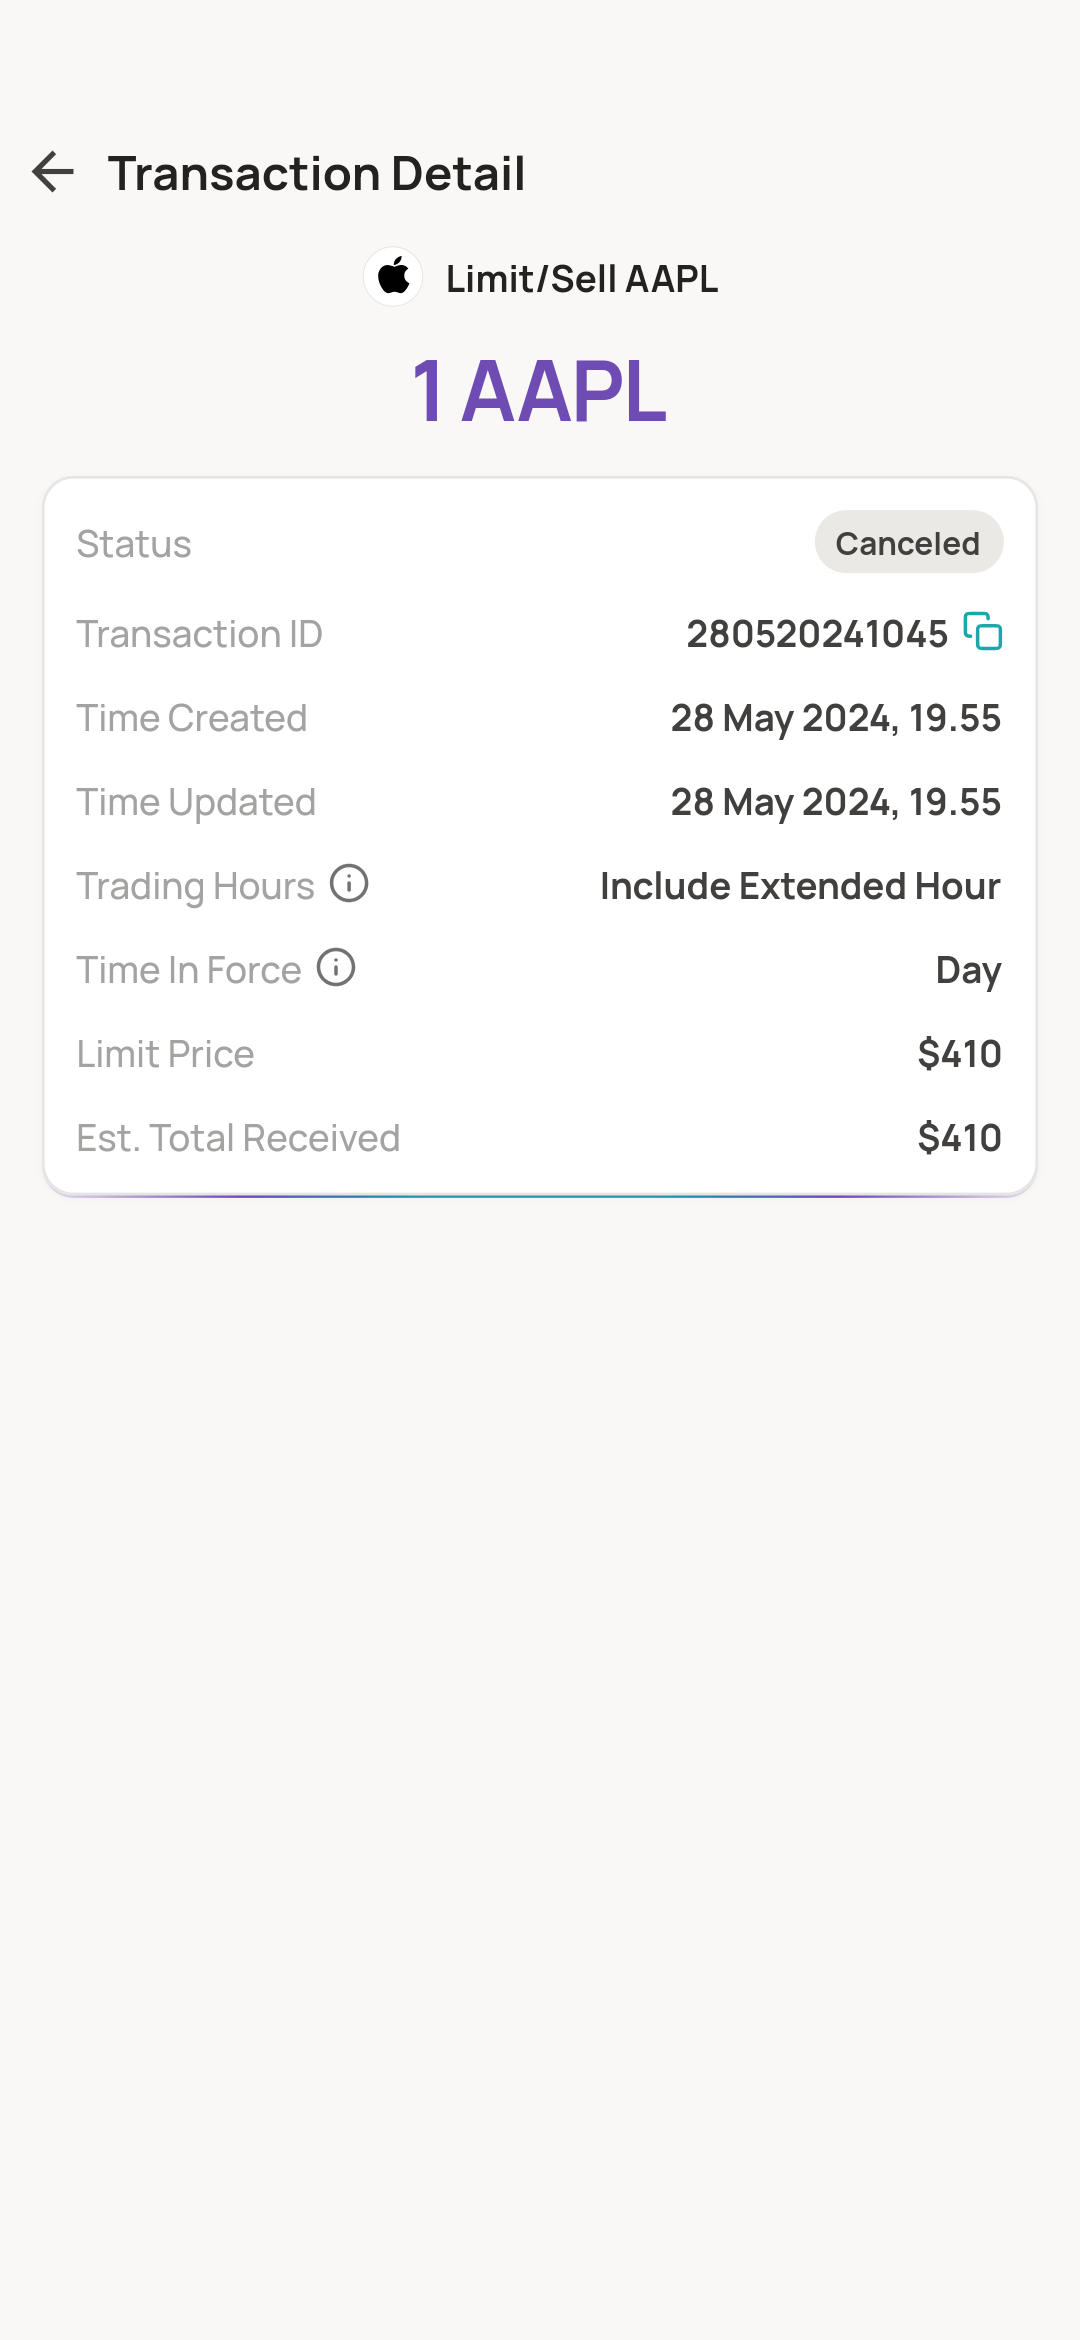 Transaction Detail
Limit/Sell AAPL
1 AAPL
Status Canceled
Transaction ID 280520241045
Time Created 28 May 2024, 19.55
Time Updated 28 May 2024, 19.55
Trading Hours Include Extended Hour
Time In Force Day
Limit Price $410
Est. Total Received $410